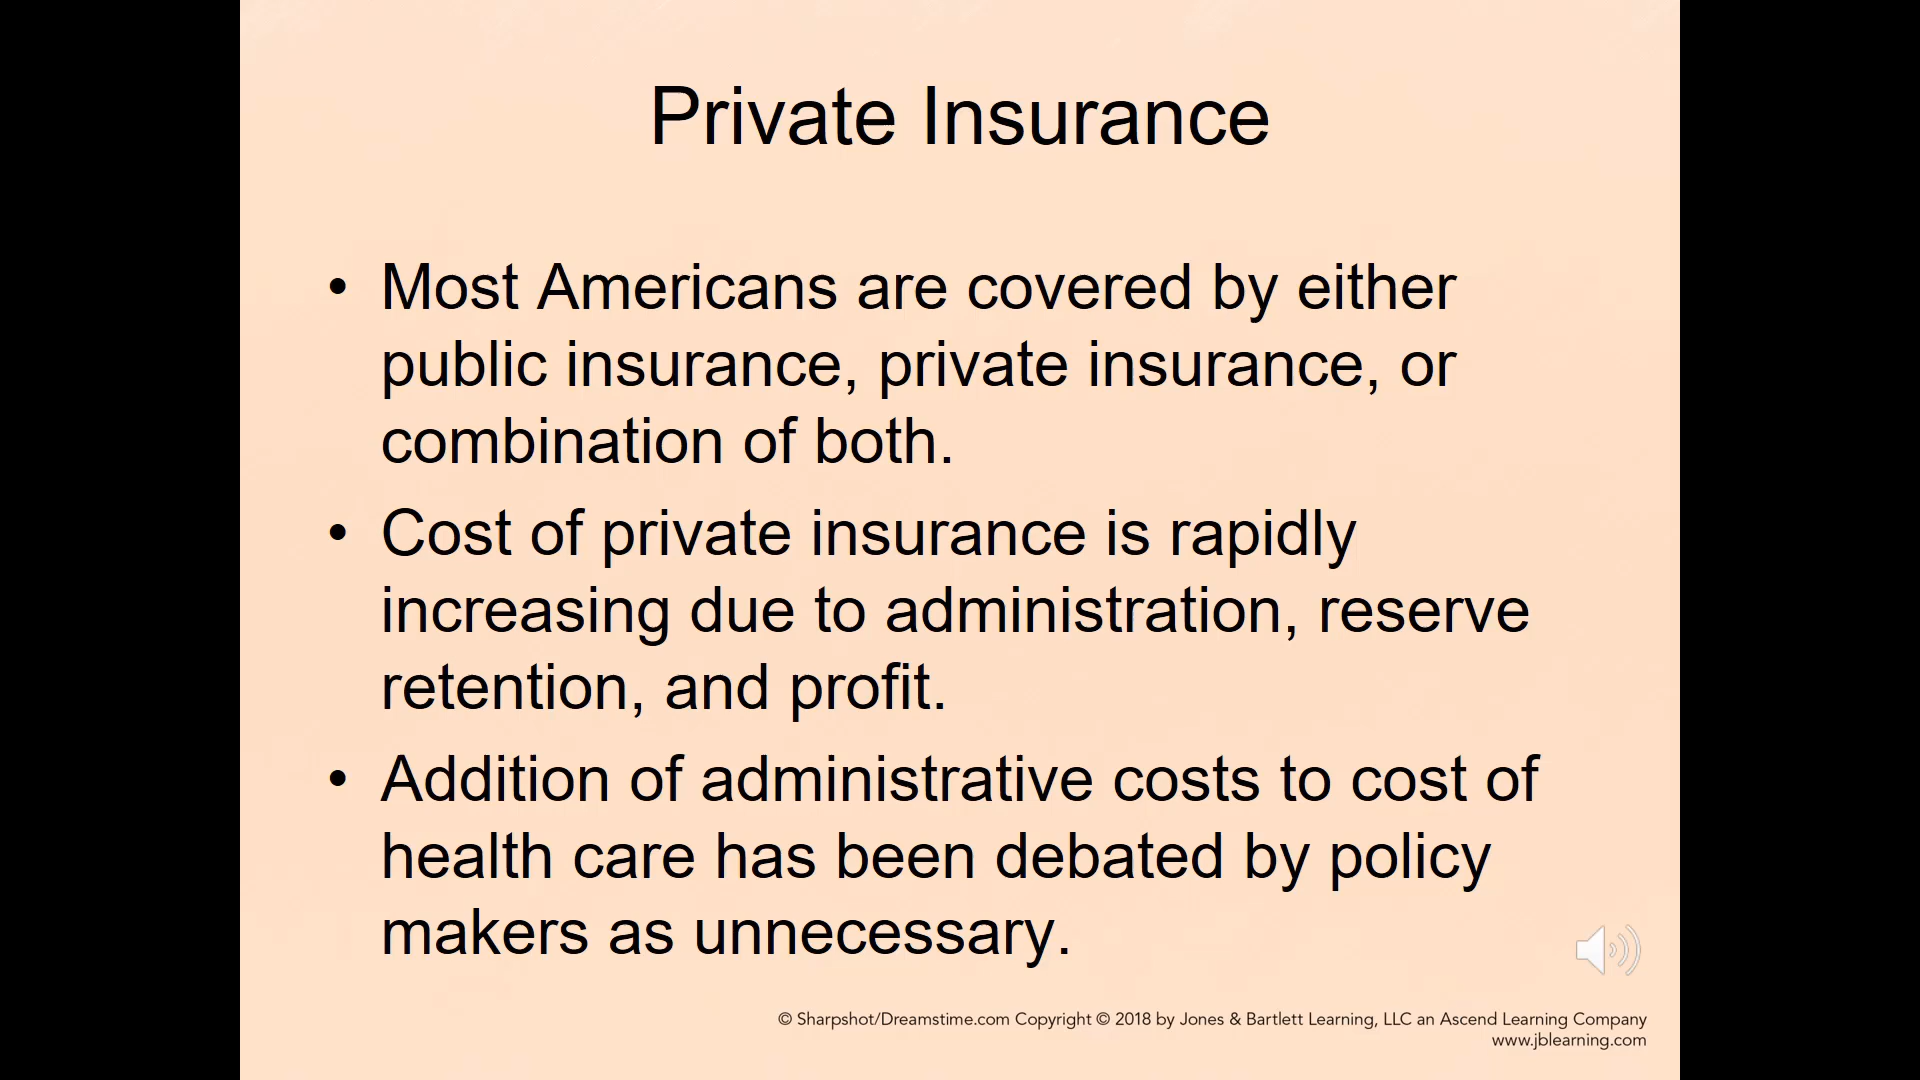 Private Insurance
• Most Americans are covered by either
public insurance, private insurance, or
combination of both.
• Cost of private insurance is rapidly
increasing due to administration, reserve
retention, and profit.
• Addition of administrative costs to cost of
health care has been debated by policy
makers as unnecessary.
© Sharpshot/Dreamstime.com Copyright © 2018 by Jones & Bartlett Learning, LLC an Ascend Learning Company
www.jblearning.com